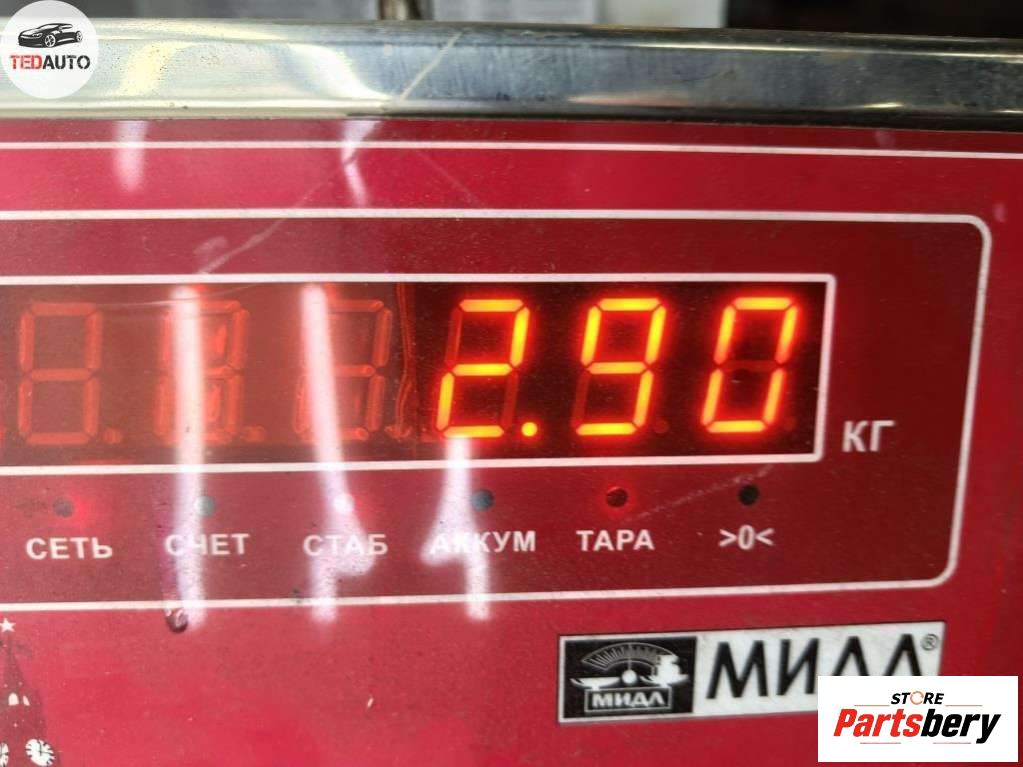 TEDAUTO
2.90
КГ
СЕТЬ СЧЕТ СТАБ АККУМ ТАРА >0<
МИДЛ МИДЛ®
STORE
Partsbery